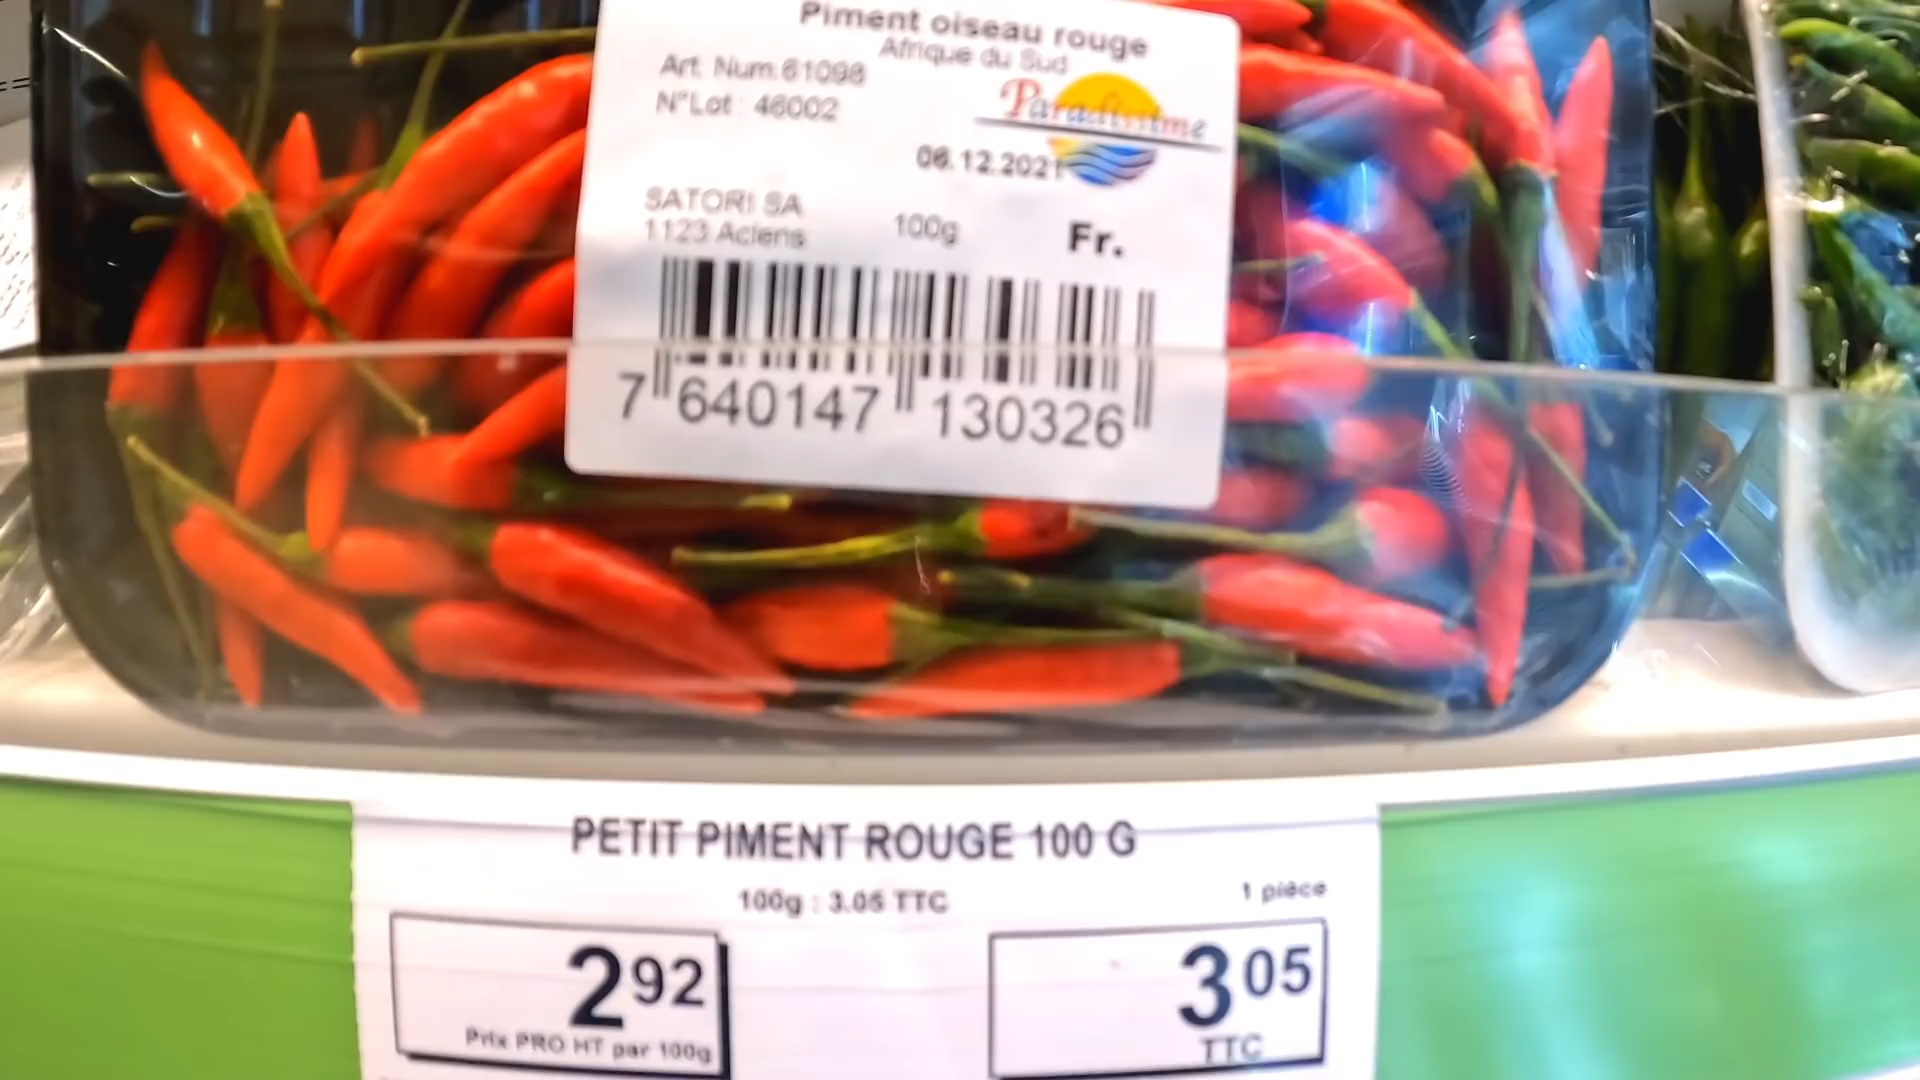 Piment oiseau rouge
Afrique du Sud
Art. Num.61098
N°Lot : 46002
Paradisime
06.12.2021
SATORI SA
1123 Aclens
100g
Fr.
7 640147 130326
PETIT PIMENT ROUGE 100 G
100g : 3.05 TTC
1 pièce
2 92
Prix PRO HT par 100g
3 05
TTC